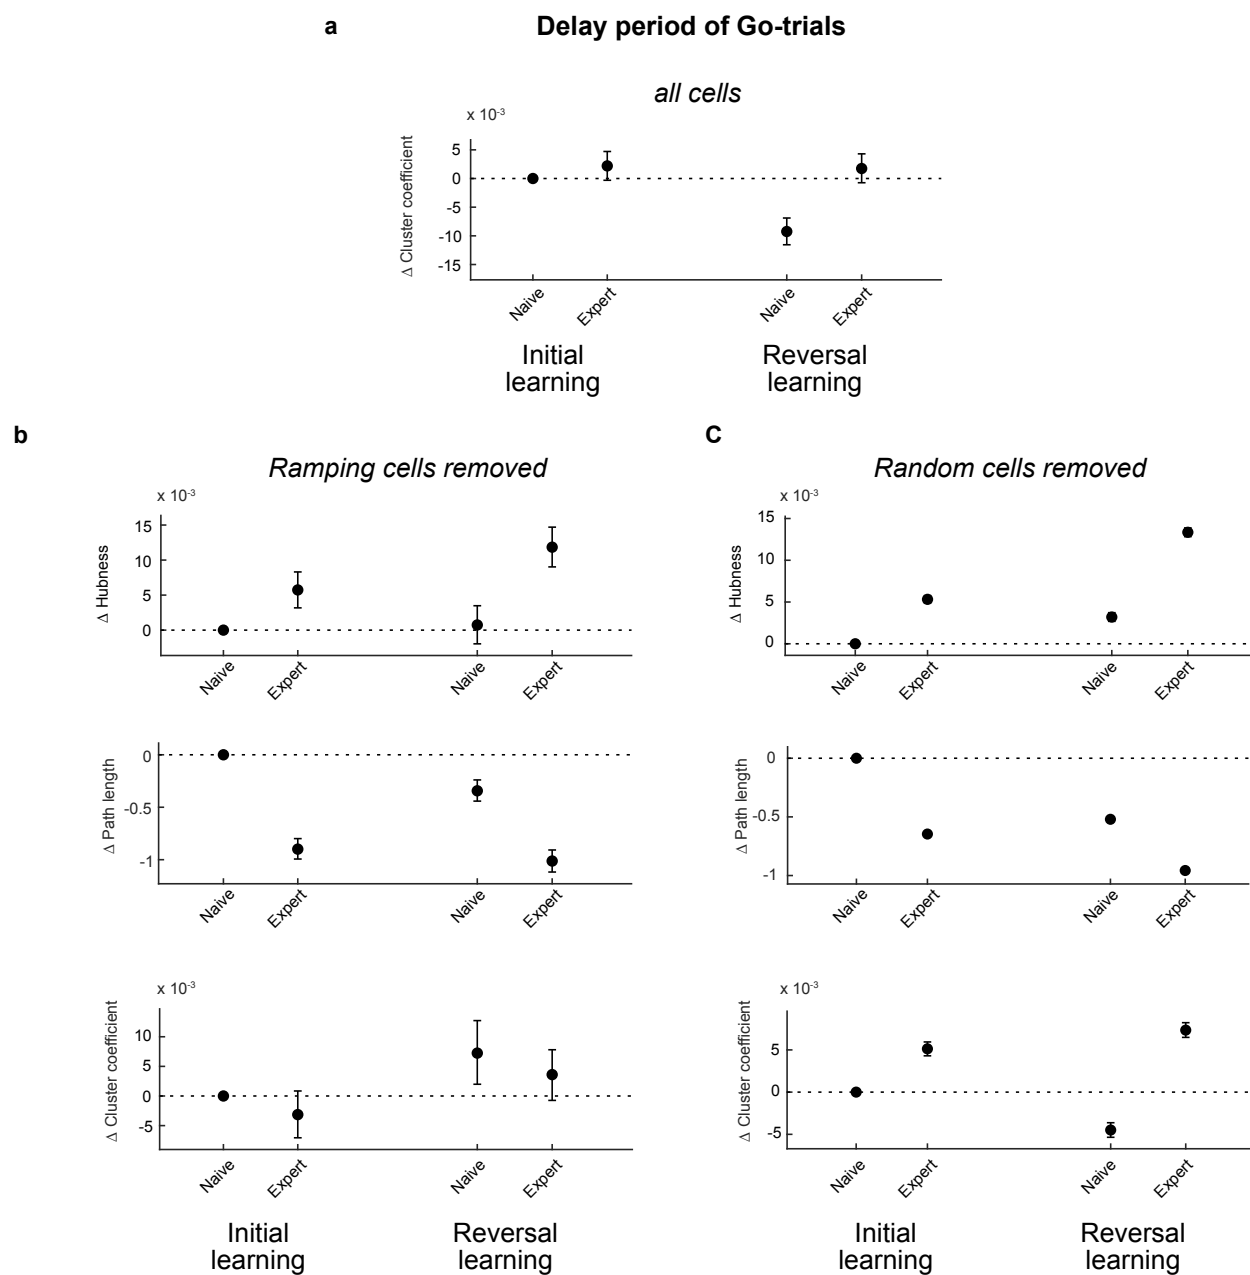 a
Delay period of Go-trials
all cells
x 10-3
Δ Cluster coefficient
5
0
-5
-10
-15
Naive
Expert
Naive
Expert
Initial
learning
Reversal
learning
b
Ramping cells removed
x 10-3
Δ Hubness
15
10
5
0
Naive
Expert
Naive
Expert
Δ Path length
0
-0.5
-1
Naive
Expert
Naive
Expert
x 10-3
Δ Cluster coefficient
10
5
0
-5
Naive
Expert
Naive
Expert
Initial
learning
Reversal
learning
C
Random cells removed
x 10-3
Δ Hubness
15
10
5
0
Naive
Expert
Naive
Expert
Δ Path length
0
-0.5
-1
Naive
Expert
Naive
Expert
x 10-3
Δ Cluster coefficient
5
0
-5
Naive
Expert
Naive
Expert
Initial
learning
Reversal
learning